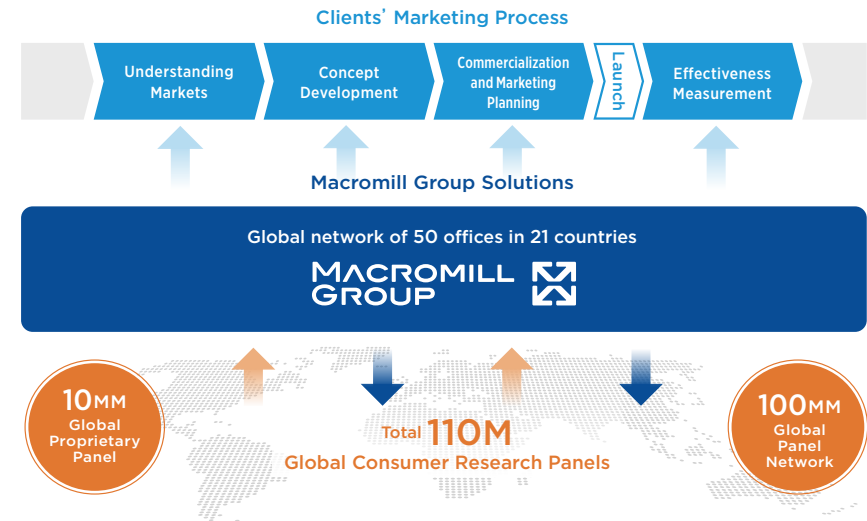 Clients' Marketing Process
Understanding
Markets
Concept
Development
Commercialization
and Marketing
Planning
Launch
Effectiveness
Measurement
Macromill Group Solutions
Global network of 50 offices in 21 countries
MACROMILL
GROUP
10MM
Global
Proprietary
Panel
Total 110M
Global Consumer Research Panels
100MM
Global
Panel
Network